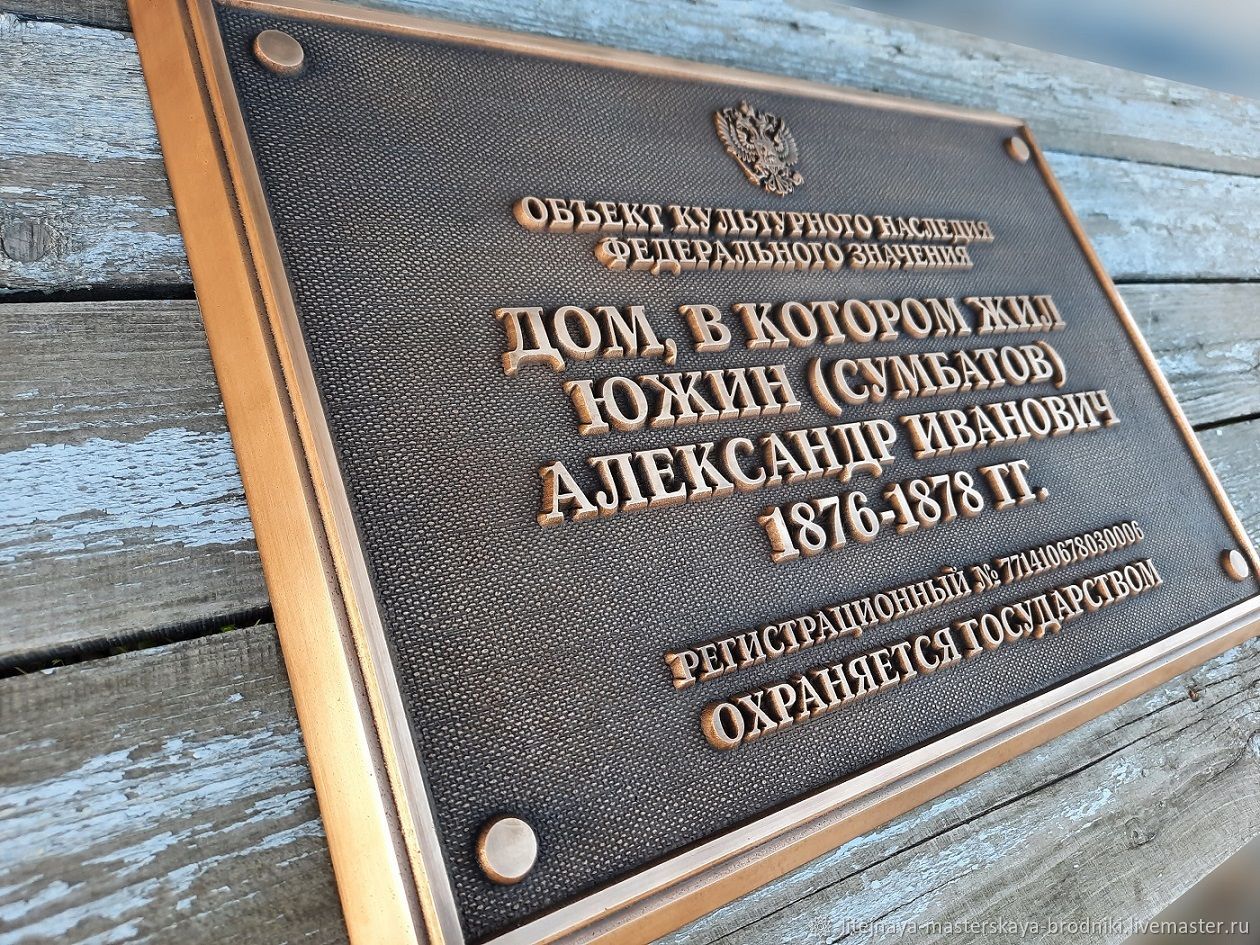 ОБЪЕКТ КУЛЬТУРНОГО НАСЛЕДИЯ
ФЕДЕРАЛЬНОГО ЗНАЧЕНИЯ
ДОМ, В КОТОРОМ ЖИЛ
ЮЖИН (СУМБАТОВ)
АЛЕКСАНДР ИВАНОВИЧ
1876-1878 ГГ.
РЕГИСТРАЦИОННЫЙ № 771410678030006
ОХРАНЯЕТСЯ ГОСУДАРСТВОМ
litejnaya-masterskaya-brodniki.livemaster.ru